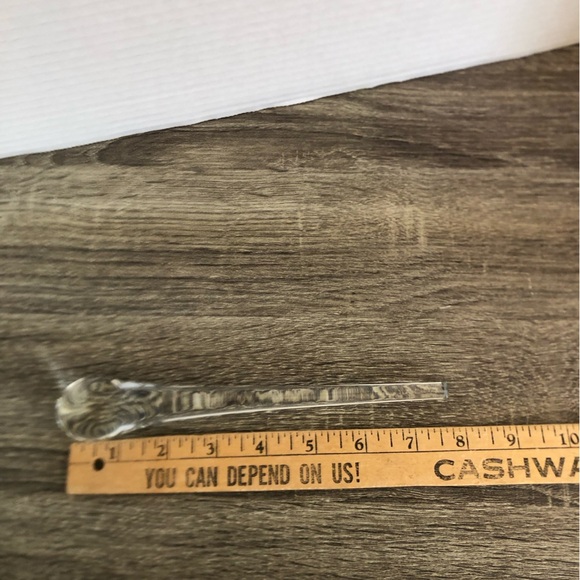 1 2 3 4 5 6 7 8 9 10
YOU CAN DEPEND ON US! CASHWA